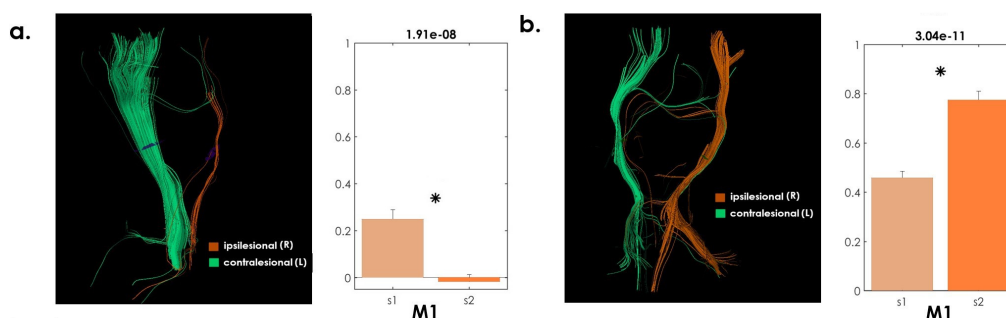 a.
1.91e-08
1
0.8
0.6
0.4
0.2
0
*
s1 s2
M1
ipsilesional (R)
contralesional (L)
b.
3.04e-11
1
0.8
0.6
0.4
0.2
0
*
s1 s2
M1
ipsilesional (R)
contralesional (L)